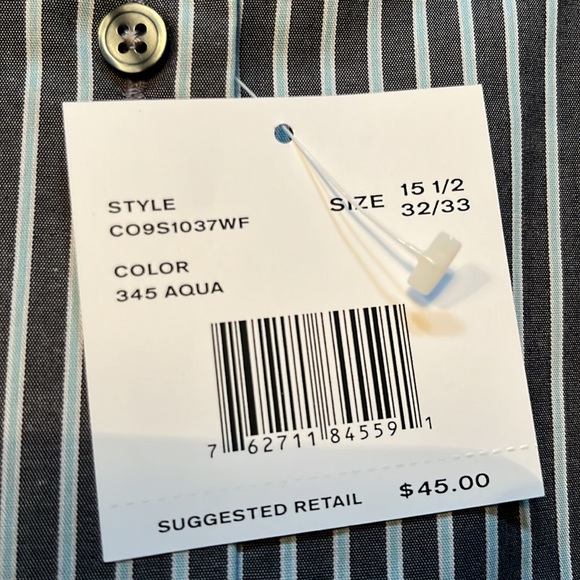 STYLE
CO9S1037WF
SIZE 15 1/2
32/33
COLOR
345 AQUA
7 62711 84559 1
SUGGESTED RETAIL $45.00